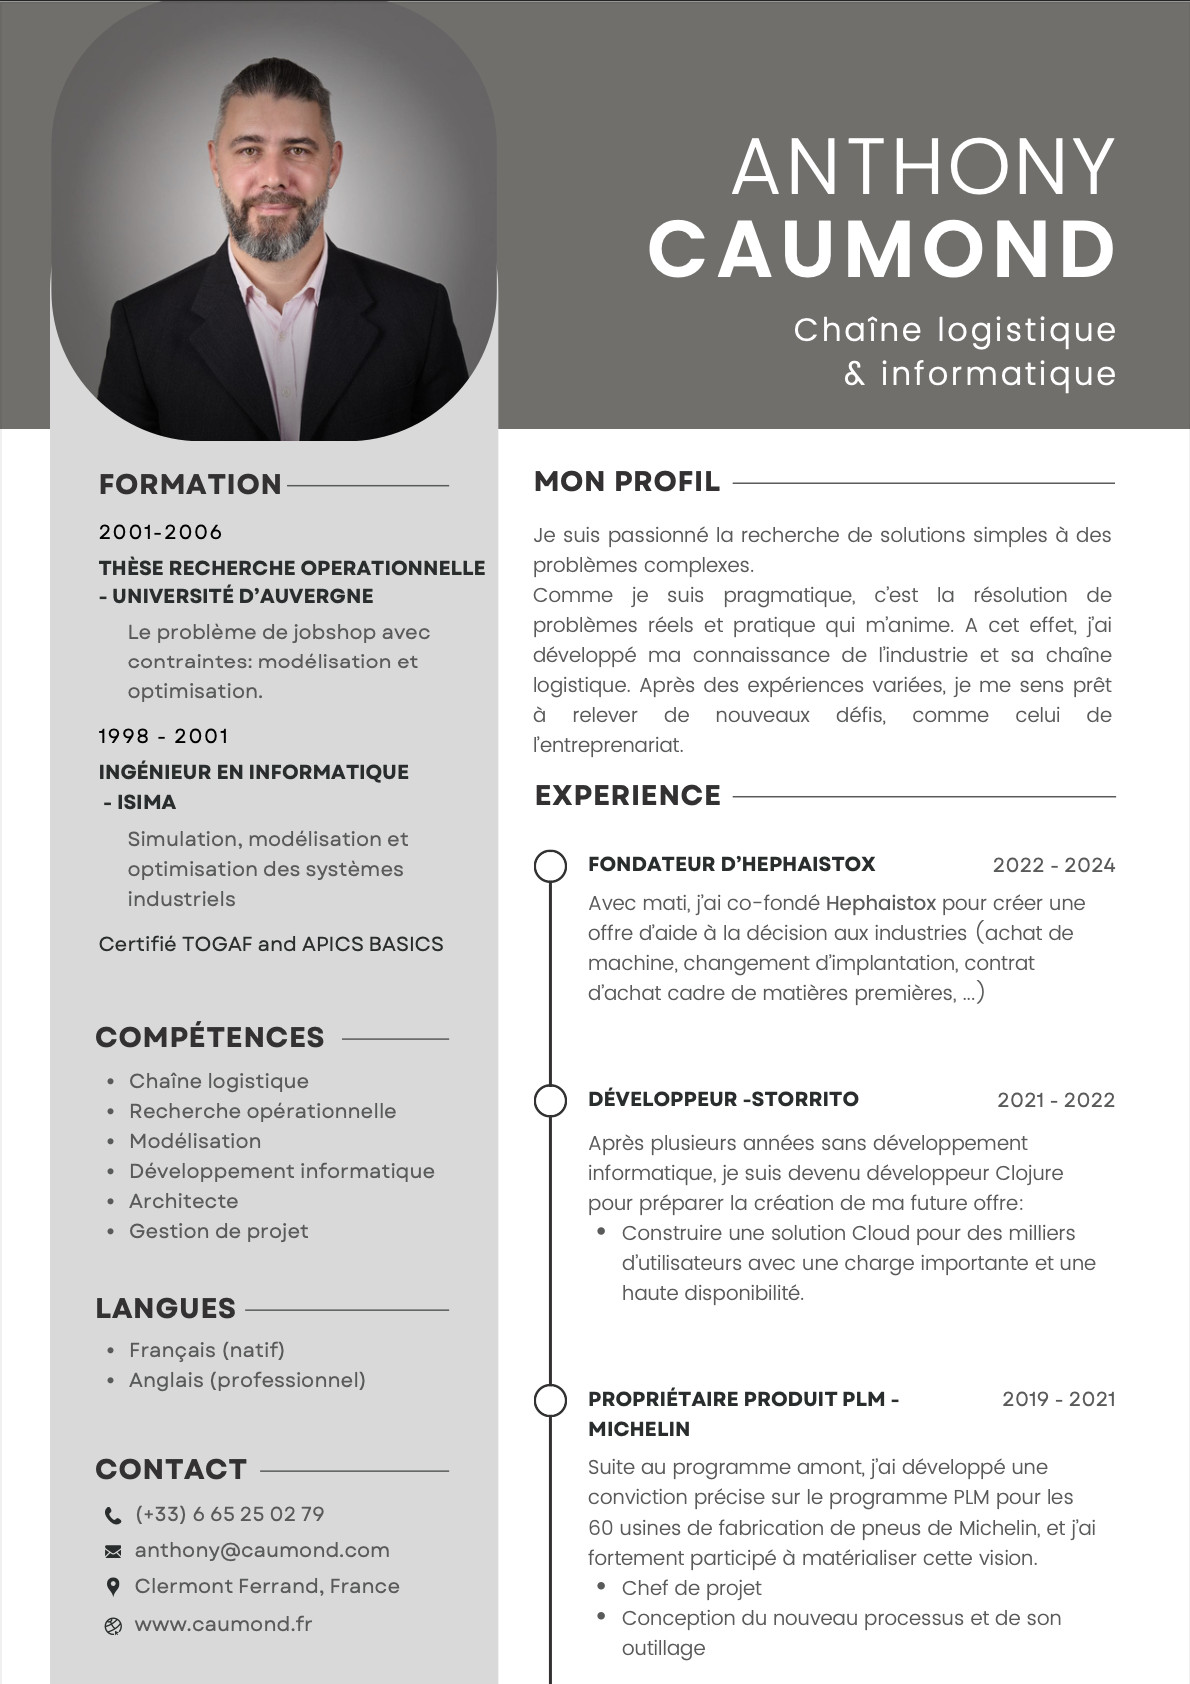 ANTHONY
CAUMOND
Chaîne logistique
& informatique
FORMATION
2001-2006
THÈSE RECHERCHE OPERATIONNELLE
- UNIVERSITÉ D’AUVERGNE
Le problème de jobshop avec
contraintes: modélisation et
optimisation.
1998 - 2001
INGÉNIEUR EN INFORMATIQUE
- ISIMA
Simulation, modélisation et
optimisation des systèmes
industriels
Certifié TOGAF and APICS BASICS
COMPÉTENCES
• Chaîne logistique
• Recherche opérationnelle
• Modélisation
• Développement informatique
• Architecte
• Gestion de projet
LANGUES
• Français (natif)
• Anglais (professionnel)
CONTACT
(+33) 6 65 25 02 79
anthony@caumond.com
Clermont Ferrand, France
www.caumond.fr
MON PROFIL
Je suis passionné la recherche de solutions simples à des
problèmes complexes.
Comme je suis pragmatique, c’est la résolution de
problèmes réels et pratique qui m’anime. A cet effet, j’ai
développé ma connaissance de l’industrie et sa chaîne
logistique. Après des expériences variées, je me sens prêt
à relever de nouveaux défis, comme celui de
l’entreprenariat.
EXPERIENCE
FONDATEUR D’HEPHAISTOX 2022 - 2024
Avec mati, j’ai co-fondé Hephaistox pour créer une
offre d’aide à la décision aux industries (achat de
machine, changement d’implantation, contrat
d’achat cadre de matières premières, ...)
DÉVELOPPEUR -STORRITO 2021 - 2022
Après plusieurs années sans développement
informatique, je suis devenu développeur Clojure
pour préparer la création de ma future offre:
• Construire une solution Cloud pour des milliers
d’utilisateurs avec une charge importante et une
haute disponibilité.
PROPRIÉTAIRE PRODUIT PLM - 2019 - 2021
MICHELIN
Suite au programme amont, j’ai développé une
conviction précise sur le programme PLM pour les
60 usines de fabrication de pneus de Michelin, et j’ai
fortement participé à matérialiser cette vision.
• Chef de projet
• Conception du nouveau processus et de son
outillage